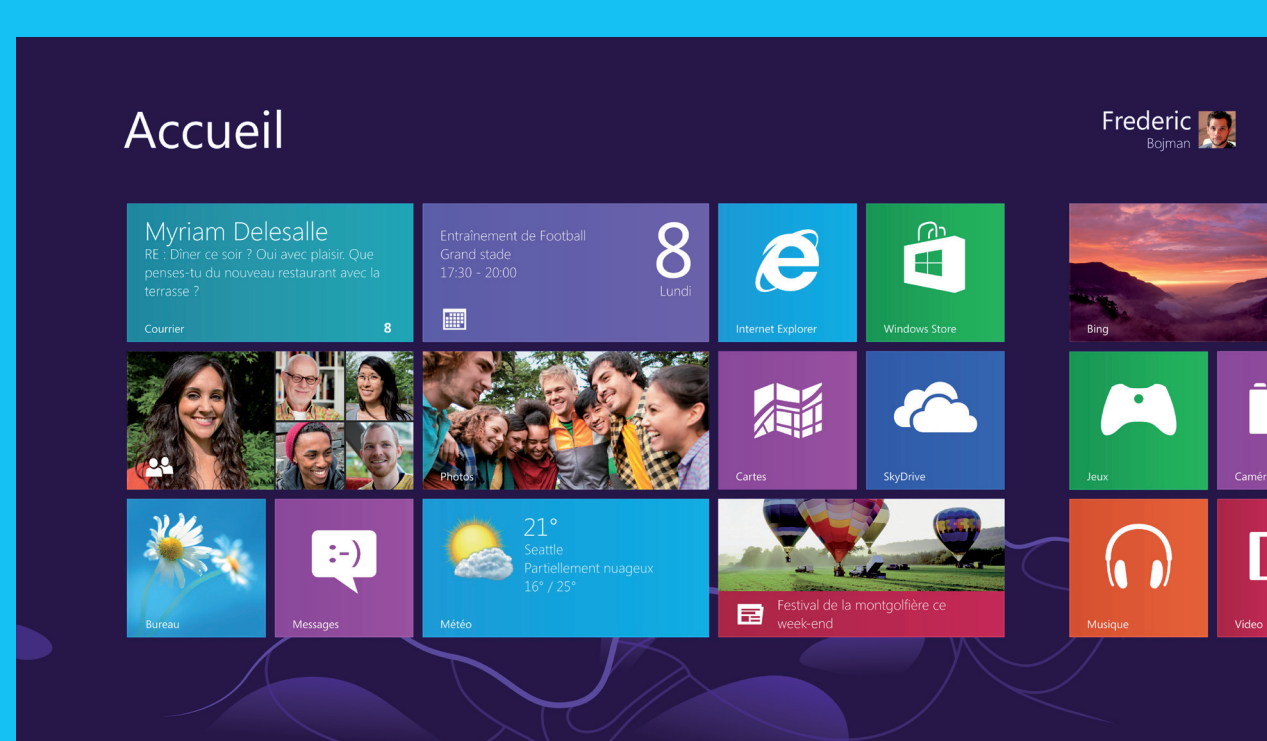 Accueil
Frederic
Bojman
Myriam Delesalle
RE : Dîner ce soir ? Oui avec plaisir. Que
penses-tu du nouveau restaurant avec la
terrasse ?
Courrier 8
Entraînement de Football
Grand stade
17:30 - 20:00
8
Lundi
Internet Explorer
Windows Store
Bing
Photos
Cartes
SkyDrive
Jeux
Camér
Bureau
:-)
Messages
21°
Seattle
Partiellement nuageux
16° / 25°
Météo
Festival de la montgolfière ce
week-end
Musique
Video